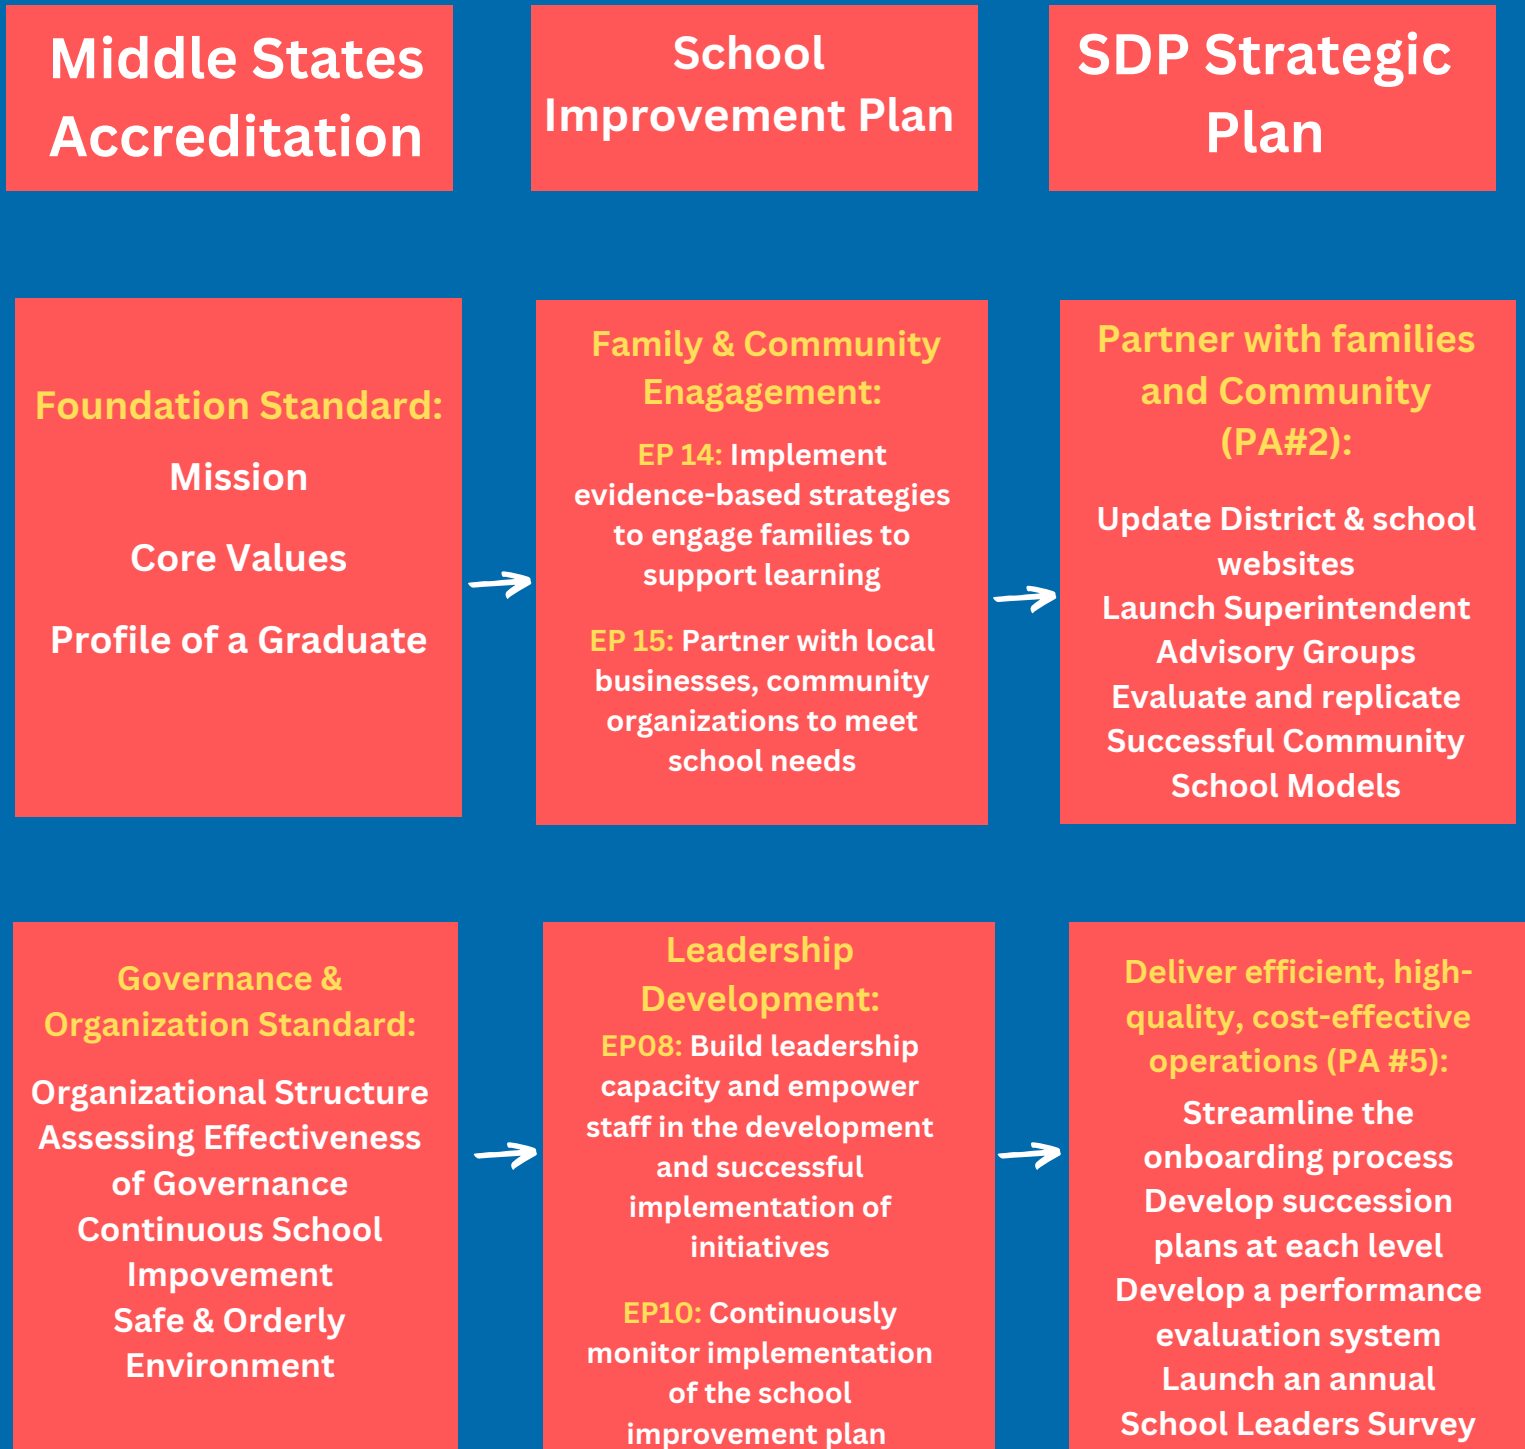 Middle States
Accreditation
School
Improvement Plan
SDP Strategic
Plan
Foundation Standard:
Mission
Core Values
Profile of a Graduate
Family & Community
Enagagement:
EP 14: Implement
evidence-based strategies
to engage families to
support learning
EP 15: Partner with local
businesses, community
organizations to meet
school needs
Partner with families
and Community
(PA#2):
Update District & school
websites
Launch Superintendent
Advisory Groups
Evaluate and replicate
Successful Community
School Models
Governance &
Organization Standard:
Organizational Structure
Assessing Effectiveness
of Governance
Continuous School
Impovement
Safe & Orderly
Environment
Leadership
Development:
EP08: Build leadership
capacity and empower
staff in the development
and successful
implementation of
initiatives
EP10: Continuously
monitor implementation
of the school
improvement plan
Deliver efficient, high-
quality, cost-effective
operations (PA #5):
Streamline the
onboarding process
Develop succession
plans at each level
Develop a performance
evaluation system
Launch an annual
School Leaders Survey